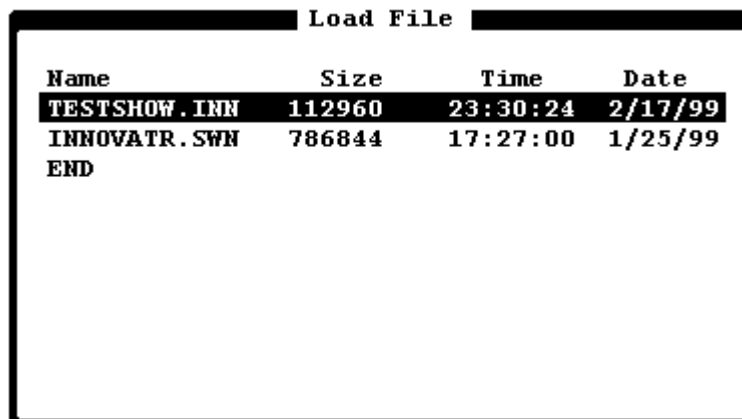 Load File
Name Size Time Date
TESTSHOW.INN 112960 23:30:24 2/17/99
INNOVATR.SWN 786844 17:27:00 1/25/99
END